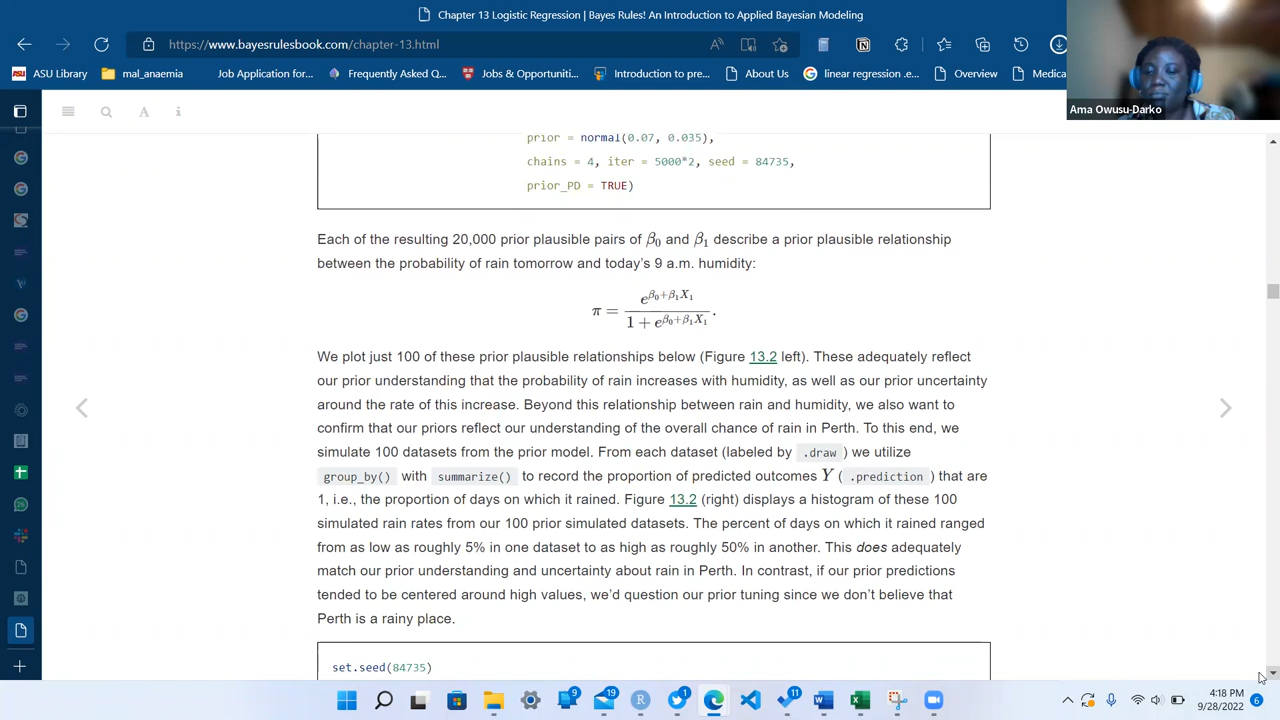 Chapter 13 Logistic Regression | Bayes Rules! An Introduction to Applied Bayesian Modeling
https://www.bayesrulesbook.com/chapter-13.html
ASU Library mal_anaemia Job Application for... Frequently Asked Q... Jobs & Opportuniti... Introduction to pre... About Us linear regression .e... Overview Medica
Ama Owusu-Darko
prior = normal(0.07, 0.035),
chains = 4, iter = 5000*2, seed = 84735,
prior_PD = TRUE)
Each of the resulting 20,000 prior plausible pairs of β0 and β1 describe a prior plausible relationship
between the probability of rain tomorrow and today's 9 a.m. humidity:
π = e^{β0+β1X1} / 1 + e^{β0+β1X1}.
We plot just 100 of these prior plausible relationships below (Figure 13.2 left). These adequately reflect
our prior understanding that the probability of rain increases with humidity, as well as our prior uncertainty
around the rate of this increase. Beyond this relationship between rain and humidity, we also want to
confirm that our priors reflect our understanding of the overall chance of rain in Perth. To this end, we
simulate 100 datasets from the prior model. From each dataset (labeled by .draw ) we utilize
group_by() with summarize() to record the proportion of predicted outcomes Y ( .prediction ) that are
1, i.e., the proportion of days on which it rained. Figure 13.2 (right) displays a histogram of these 100
simulated rain rates from our 100 prior simulated datasets. The percent of days on which it rained ranged
from as low as roughly 5% in one dataset to as high as roughly 50% in another. This does adequately
match our prior understanding and uncertainty about rain in Perth. In contrast, if our prior predictions
tended to be centered around high values, we'd question our prior tuning since we don't believe that
Perth is a rainy place.
set.seed(84735)
9 19 1 11
4:18 PM
9/28/2022 6